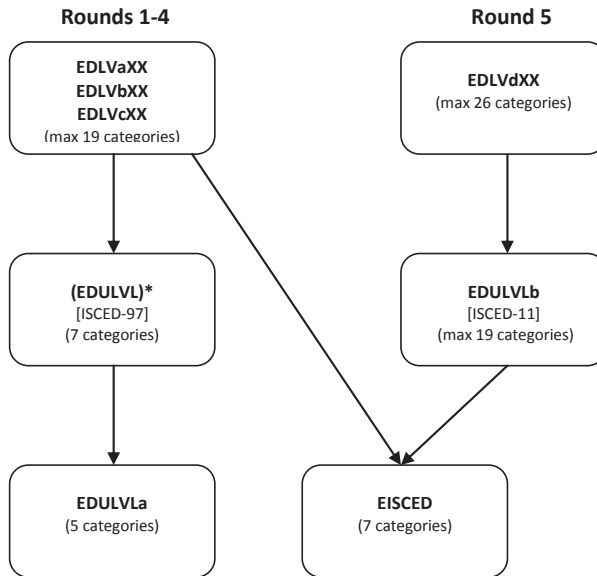 Rounds 1-4
Round 5
EDLVaXX
EDLVbXX
EDLVcXX
(max 19 categories)
EDLVdXX
(max 26 categories)
(EDULVL)*
[ISCED-97]
(7 categories)
EDULVLb
[ISCED-11]
(max 19 categories)
EDULVLa
(5 categories)
EISCED
(7 categories)